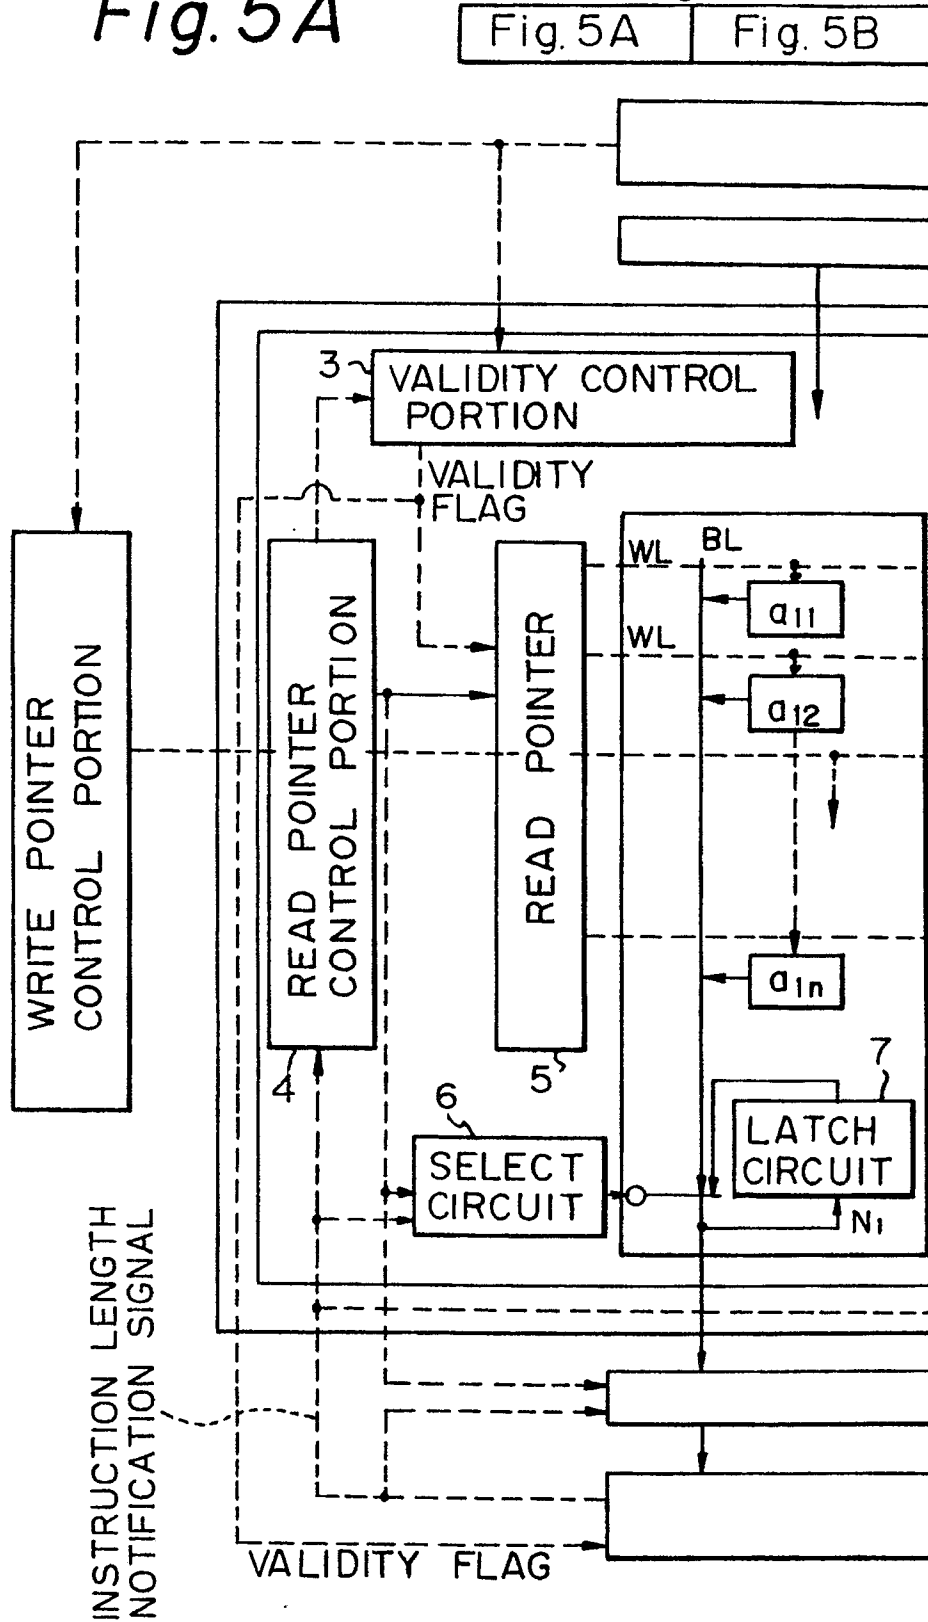 Fig. 5A
Fig. 5A
Fig. 5B
3
VALIDITY CONTROL
PORTION
VALIDITY
FLAG
WL
BL
a11
WL
a12
a1n
WRITE POINTER
CONTROL PORTION
READ POINTER
CONTROL PORTION
READ POINTER
4
5
6
7
SELECT
CIRCUIT
LATCH
CIRCUIT
N1
INSTRUCTION LENGTH
NOTIFICATION SIGNAL
VALIDITY FLAG